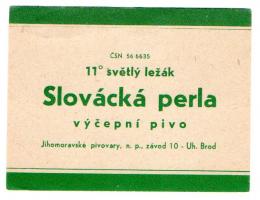 ČSN 56 6635
11° světlý ležák
Slovácká perla
výčepní pivo
Jihomoravské pivovary, n. p., závod 10 - Uh. Brod